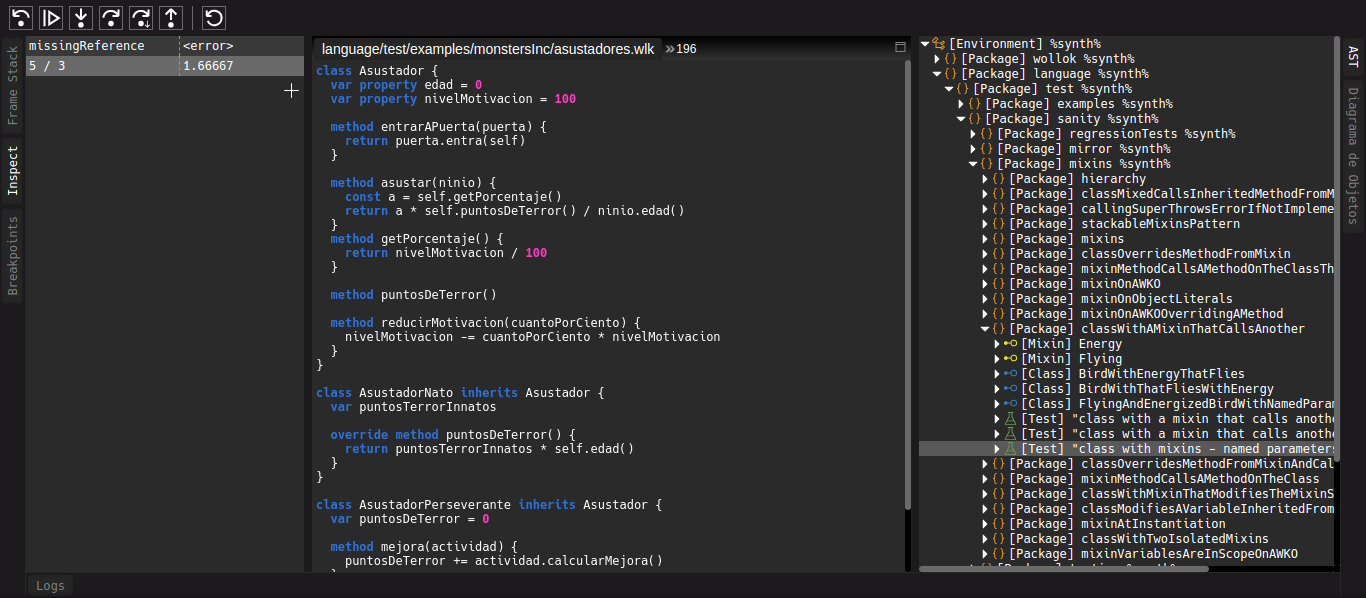 Frame Stack
Inspect
Breakpoints
missingReference <error>
5 / 3 1.66667
language/test/examples/monstersInc/asustadores.wlk »196
class Asustador {
  var property edad = 0
  var property nivelMotivacion = 100
  method entrarAPuerta(puerta) {
    return puerta.entra(self)
  }
  method asustar(ninio) {
    const a = self.getPorcentaje()
    return a * self.puntosDeTerror() / ninio.edad()
  }
  method getPorcentaje() {
    return nivelMotivacion / 100
  }
  method puntosDeTerror()
  method reducirMotivacion(cuantoPorCiento) {
    nivelMotivacion -= cuantoPorCiento * nivelMotivacion
  }
}
class AsustadorNato inherits Asustador {
  var puntosTerrorInnatos
  override method puntosDeTerror() {
    return puntosTerrorInnatos * self.edad()
  }
}
class AsustadorPerseverante inherits Asustador {
  var puntosDeTerror = 0
  method mejora(actividad) {
    puntosDeTerror += actividad.calcularMejora()
[Environment] %synth%
{} [Package] wollok %synth%
{} [Package] language %synth%
{} [Package] test %synth%
{} [Package] examples %synth%
{} [Package] sanity %synth%
{} [Package] regressionTests %synth%
{} [Package] mirror %synth%
{} [Package] mixins %synth%
{} [Package] hierarchy
{} [Package] classMixedCallsInheritedMethodFromM
{} [Package] callingSuperThrowsErrorIfNotImpleme
{} [Package] stackableMixinsPattern
{} [Package] mixins
{} [Package] classOverridesMethodFromMixin
{} [Package] mixinMethodCallsAMethodOnTheClassTh
{} [Package] mixinOnAWKO
{} [Package] mixinOnObjectLiterals
{} [Package] mixinOnAWKOOverridingAMethod
{} [Package] classWithAMixinThatCallsAnother
[Mixin] Energy
[Mixin] Flying
[Class] BirdWithEnergyThatFlies
[Class] BirdWithThatFliesWithEnergy
[Class] FlyingAndEnergizedBirdWithNamedParam
[Test] "class with a mixin that calls anothe
[Test] "class with a mixin that calls anothe
[Test] "class with mixins - named parameters
{} [Package] classOverridesMethodFromMixinAndCal
{} [Package] mixinMethodCallsAMethodOnTheClass
{} [Package] classWithMixinThatModifiesTheMixinS
{} [Package] classModifiesAVariableInheritedFrom
{} [Package] mixinAtInstantiation
{} [Package] classWithTwoIsolatedMixins
{} [Package] mixinVariablesAreInScopeOnAWKO
AST
Diagrama de Objetos
Logs